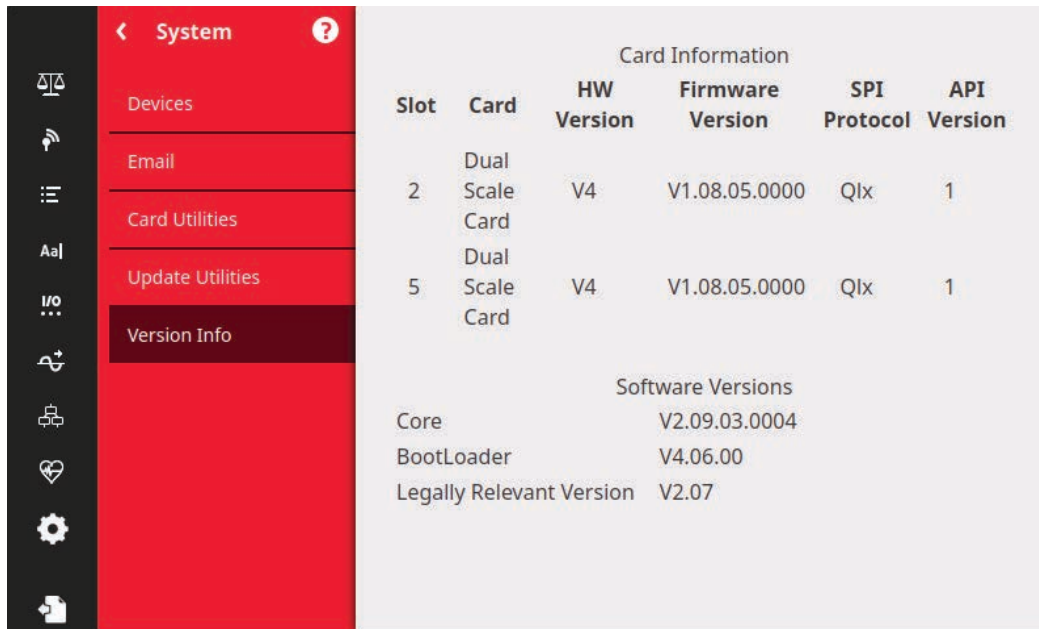 System ?
Devices
Email
Card Utilities
Update Utilities
Version Info
Aa
I/O
Card Information
Slot Card HW Version Firmware Version SPI Protocol API Version
2 Dual Scale Card V4 V1.08.05.0000 Qlx 1
5 Dual Scale Card V4 V1.08.05.0000 Qlx 1
Software Versions
Core V2.09.03.0004
BootLoader V4.06.00
Legally Relevant Version V2.07